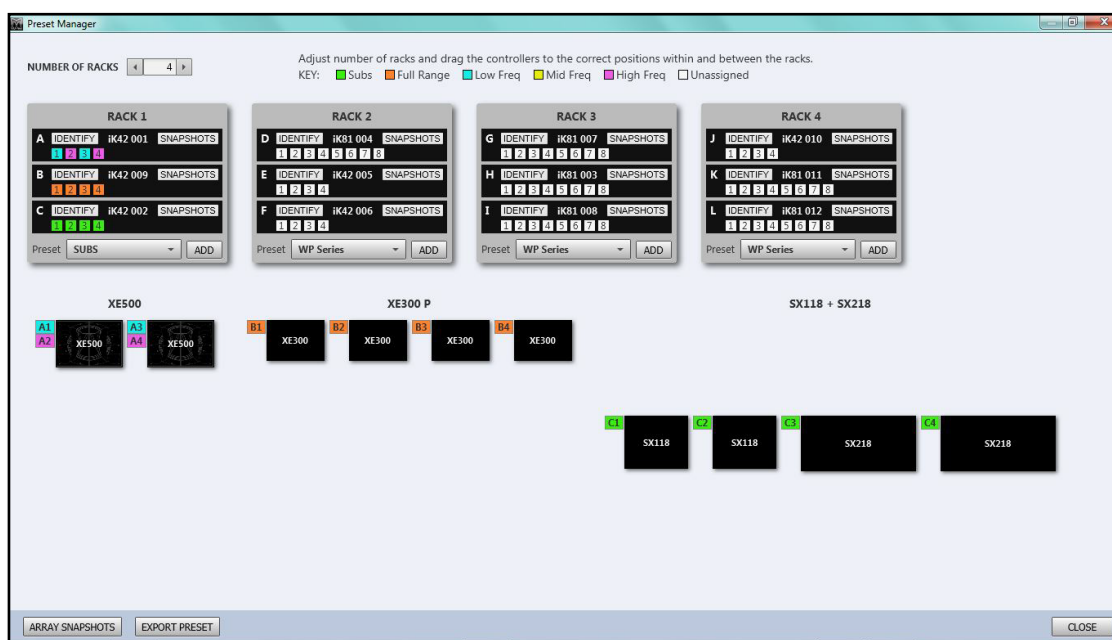 Preset Manager
NUMBER OF RACKS 4
Adjust number of racks and drag the controllers to the correct positions within and between the racks.
KEY: Subs Full Range Low Freq Mid Freq High Freq Unassigned
RACK 1
A IDENTIFY iK42 001 SNAPSHOTS
1 2 3 4
B IDENTIFY iK42 009 SNAPSHOTS
1 2 3 4
C IDENTIFY iK42 002 SNAPSHOTS
1 2 3 4
Preset SUBS ADD
RACK 2
D IDENTIFY iK81 004 SNAPSHOTS
1 2 3 4 5 6 7 8
E IDENTIFY iK42 005 SNAPSHOTS
1 2 3 4
F IDENTIFY iK42 006 SNAPSHOTS
1 2 3 4
Preset WP Series ADD
RACK 3
G IDENTIFY iK81 007 SNAPSHOTS
1 2 3 4 5 6 7 8
H IDENTIFY iK81 003 SNAPSHOTS
1 2 3 4 5 6 7 8
I IDENTIFY iK81 008 SNAPSHOTS
1 2 3 4 5 6 7 8
Preset WP Series ADD
RACK 4
J IDENTIFY iK42 010 SNAPSHOTS
1 2 3 4
K IDENTIFY iK81 011 SNAPSHOTS
1 2 3 4 5 6 7 8
L IDENTIFY iK81 012 SNAPSHOTS
1 2 3 4 5 6 7 8
Preset WP Series ADD
XE500
A1
A2
XE500
A3
A4
XE500
XE300 P
B1 XE300
B2 XE300
B3 XE300
B4 XE300
SX118 + SX218
C1 SX118
C2 SX118
C3 SX218
C4 SX218
ARRAY SNAPSHOTS EXPORT PRESET CLOSE